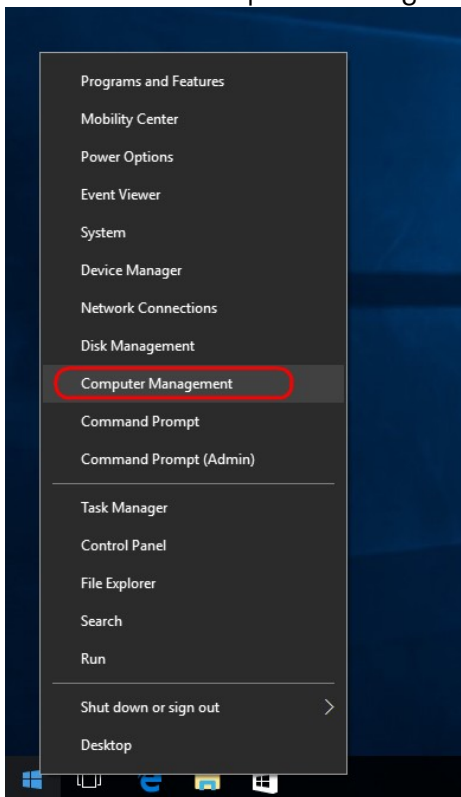 Programs and Features
Mobility Center
Power Options
Event Viewer
System
Device Manager
Network Connections
Disk Management
Computer Management
Command Prompt
Command Prompt (Admin)
Task Manager
Control Panel
File Explorer
Search
Run
Shut down or sign out
Desktop